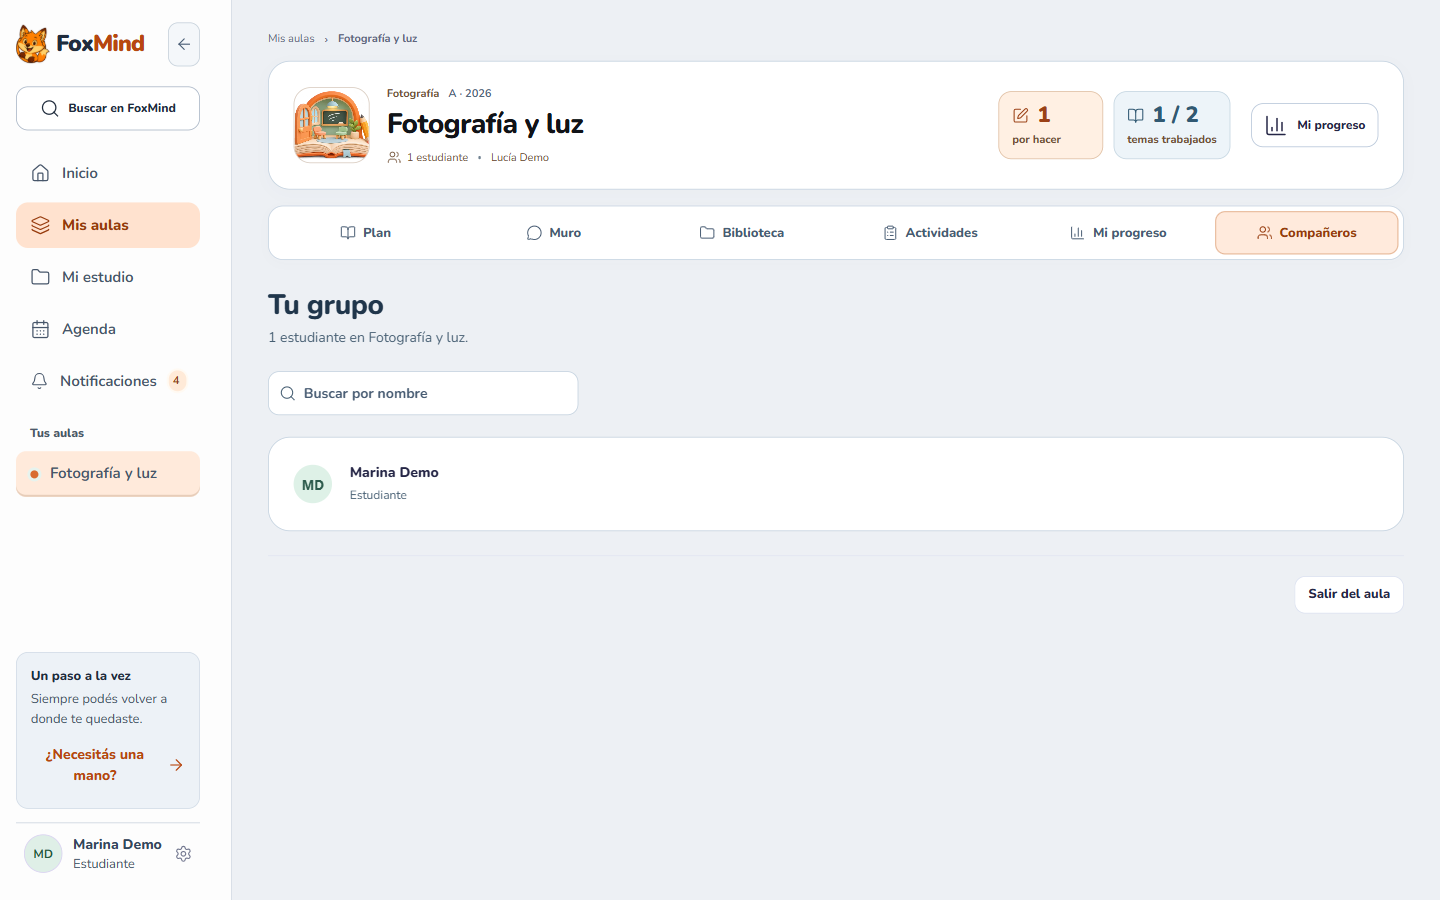 FoxMind
Buscar en FoxMind
Inicio
Mis aulas
Mi estudio
Agenda
Notificaciones 4
Tus aulas
Fotografía y luz
Un paso a la vez
Siempre podés volver a
donde te quedaste.
¿Necesitás una
mano?
MD
Marina Demo
Estudiante
Mis aulas › Fotografía y luz
Fotografía A · 2026
Fotografía y luz
1 estudiante • Lucía Demo
1
por hacer
1 / 2
temas trabajados
Mi progreso
Plan
Muro
Biblioteca
Actividades
Mi progreso
Compañeros
Tu grupo
1 estudiante en Fotografía y luz.
Buscar por nombre
MD
Marina Demo
Estudiante
Salir del aula